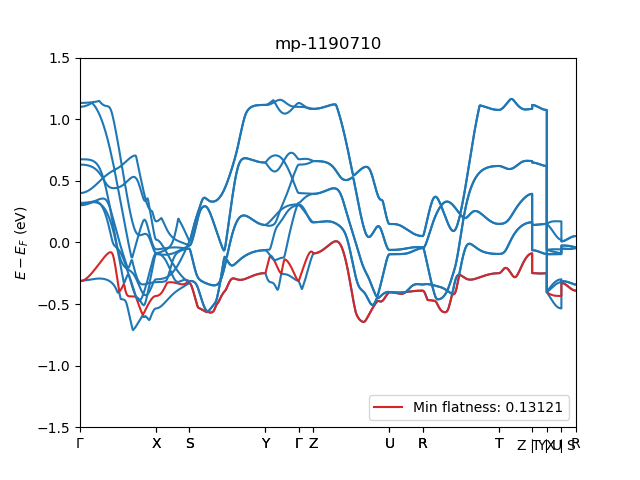 mp-1190710
E − E_F (eV)
1.5
1.0
0.5
0.0
−0.5
−1.0
−1.5
Min flatness: 0.13121
Γ X S Y Γ Z U R T Z | T Y | X U | S R